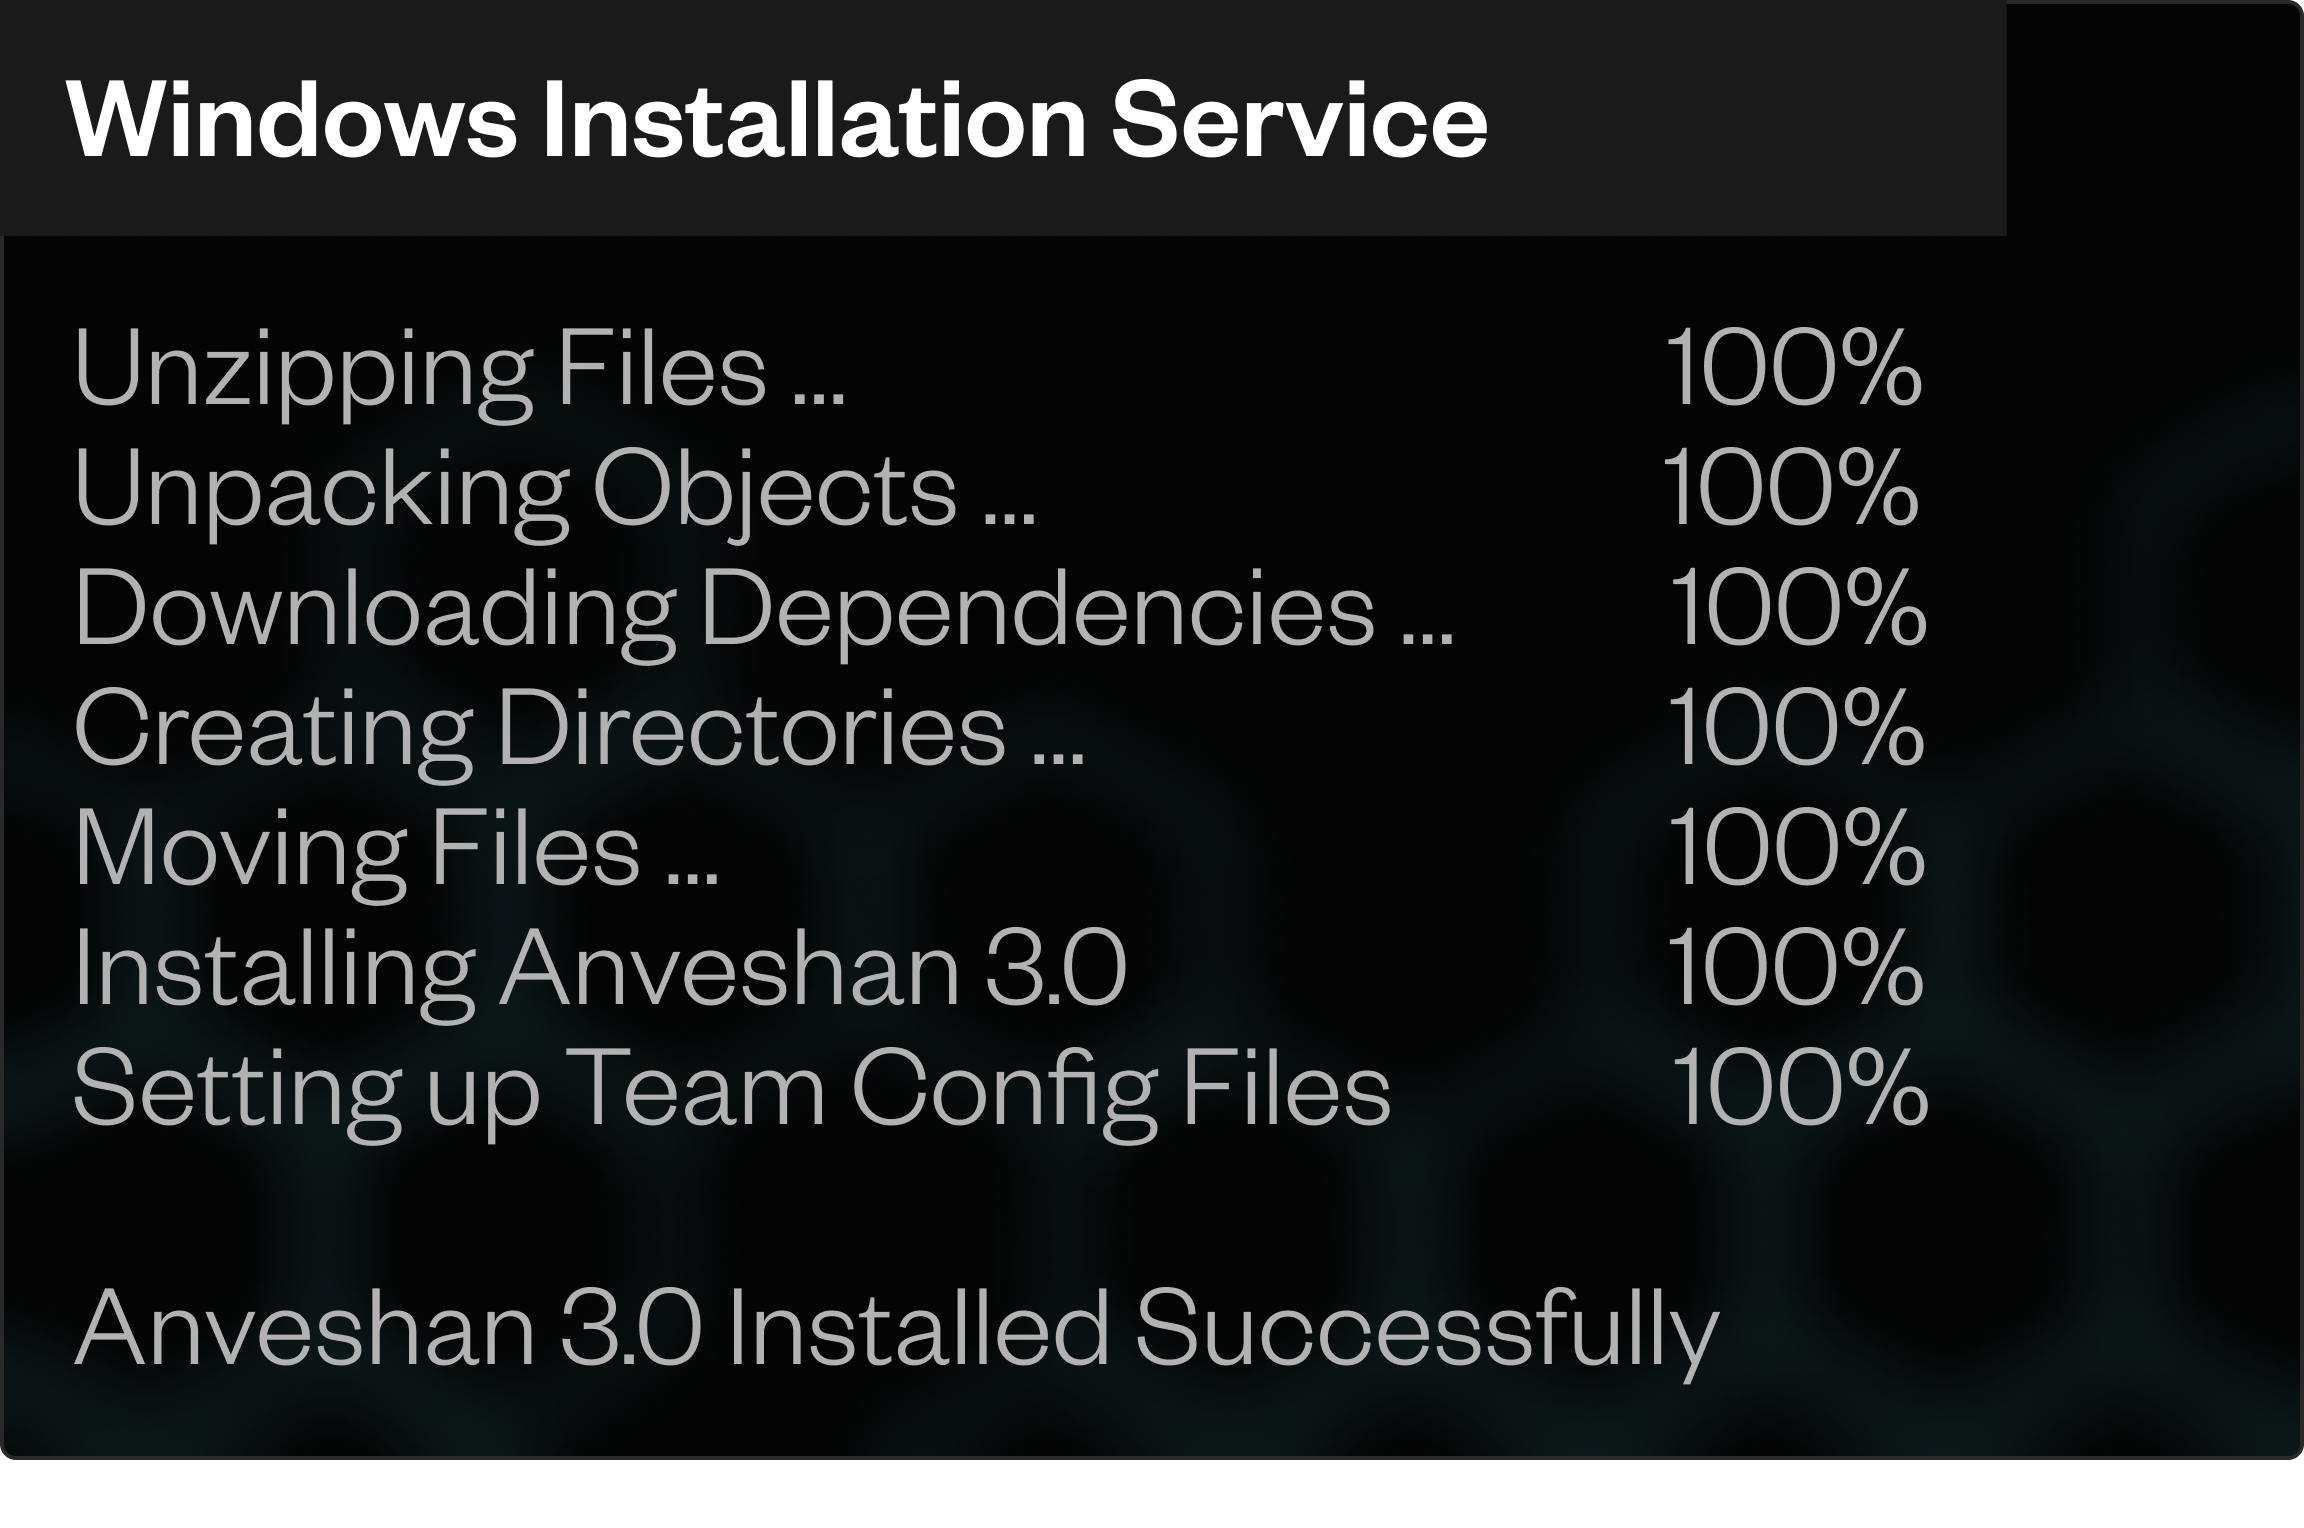 Windows Installation Service
Unzipping Files ... 100%
Unpacking Objects ... 100%
Downloading Dependencies ... 100%
Creating Directories ... 100%
Moving Files ... 100%
Installing Anveshan 3.0 100%
Setting up Team Config Files 100%
Anveshan 3.0 Installed Successfully